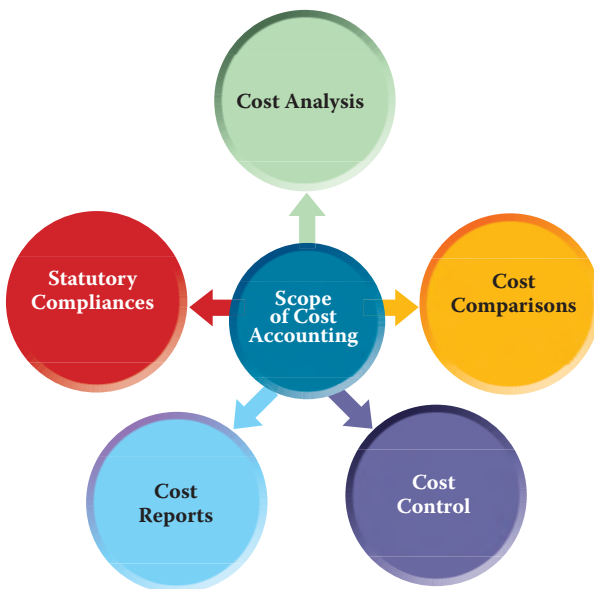 Cost Analysis
Statutory
Compliances
Scope
of Cost
Accounting
Cost
Comparisons
Cost
Reports
Cost
Control